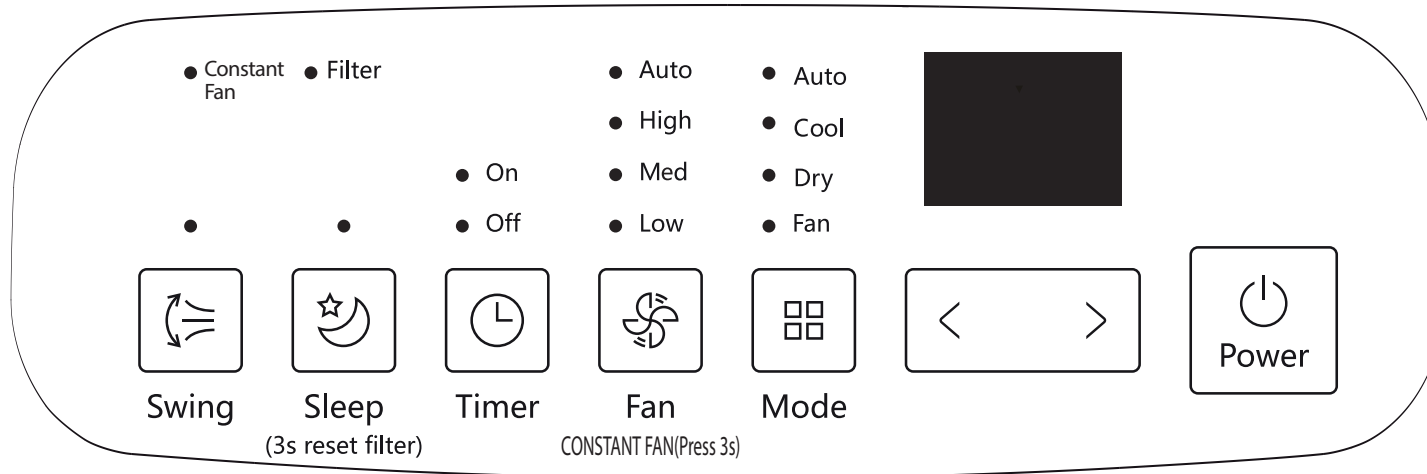 Constant
Fan
Filter
Auto
High
Med
Low
Auto
Cool
Dry
Fan
On
Off
Swing
Sleep
(3s reset filter)
Timer
Fan
CONSTANT FAN(Press 3s)
Mode
Power